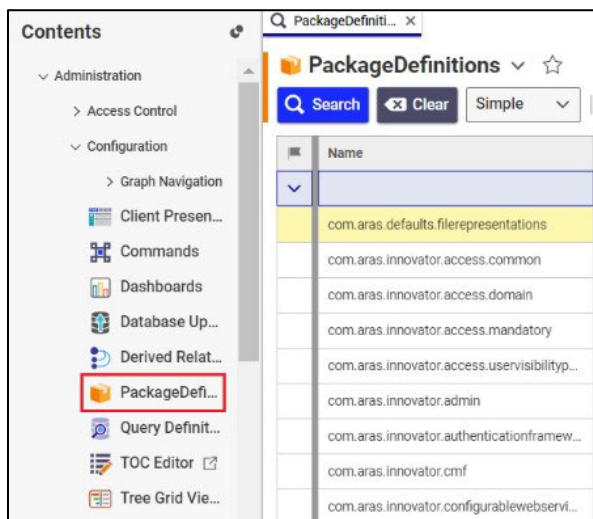 Contents
Administration
Access Control
Configuration
Graph Navigation
Client Presen...
Commands
Dashboards
Database Up...
Derived Relat...
PackageDefi...
Query Definit...
TOC Editor
Tree Grid Vie...
PackageDefiniti... ×
PackageDefinitions
Search Clear Simple
Name
com.aras.defaults.filerepresentations
com.aras.innovator.access.common
com.aras.innovator.access.domain
com.aras.innovator.access.mandatory
com.aras.innovator.access.uservisibilityp...
com.aras.innovator.admin
com.aras.innovator.authenticationframew...
com.aras.innovator.cmf
com.aras.innovator.configurablewebservi...